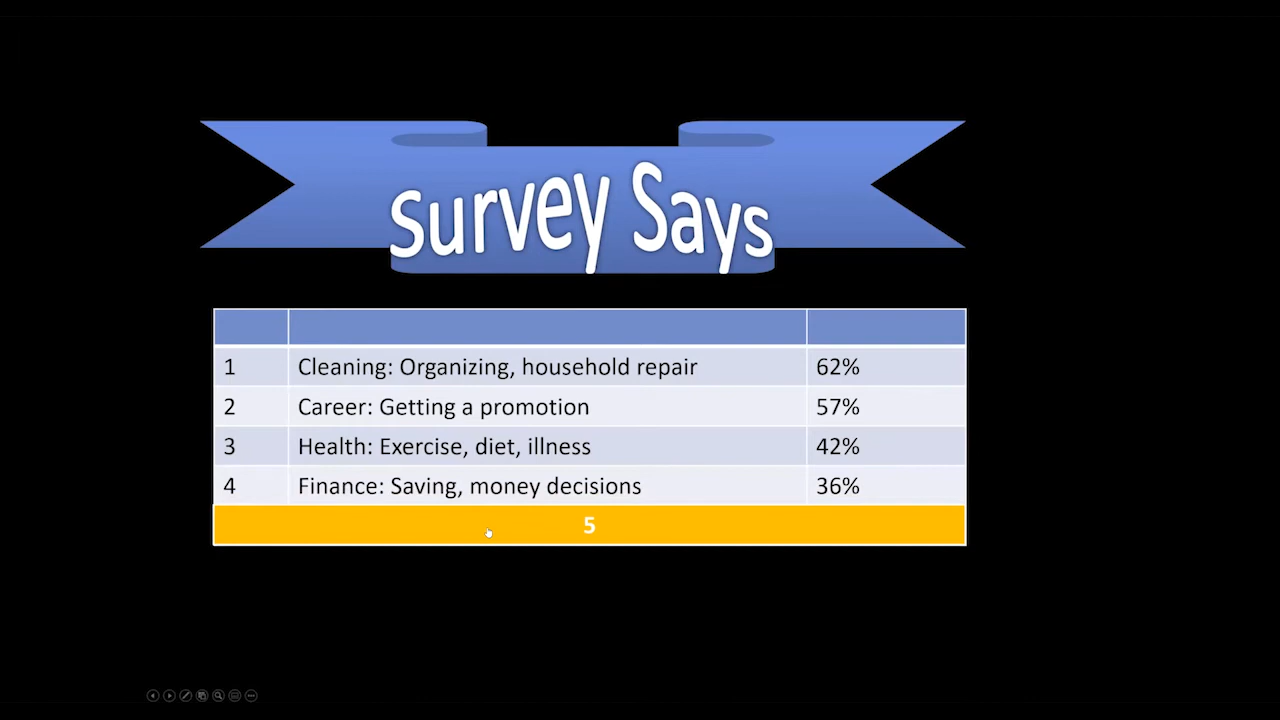 Survey Says
1 Cleaning: Organizing, household repair 62%
2 Career: Getting a promotion 57%
3 Health: Exercise, diet, illness 42%
4 Finance: Saving, money decisions 36%
5